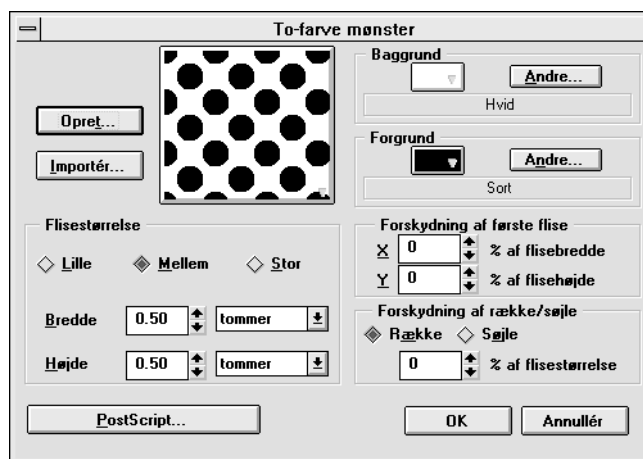 To-farve mønster
Opret...
Importér...
Baggrund
Andre...
Hvid
Forgrund
Andre...
Sort
Flisestørrelse
Lille Mellem Stor
Bredde 0.50 tommer
Højde 0.50 tommer
Forskydning af første flise
X 0 % af flisebredde
Y 0 % af flisehøjde
Forskydning af række/søjle
Række Søjle
0 % af flisestørrelse
PostScript...
OK Annullér